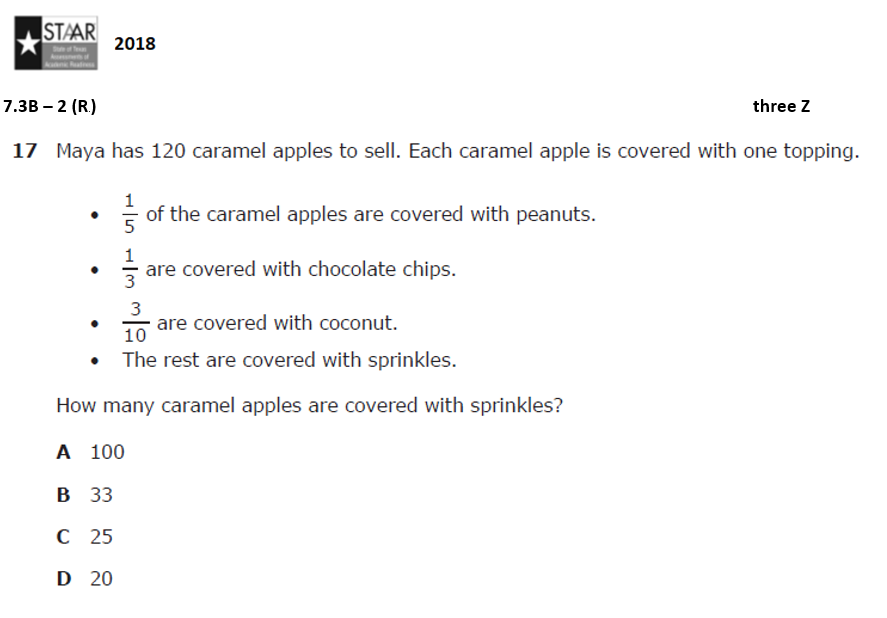 STAAR
State of Texas
Assessments of
Academic Readiness
2018
7.3B – 2 (R)
three Z
17 Maya has 120 caramel apples to sell. Each caramel apple is covered with one topping.
• 1/5 of the caramel apples are covered with peanuts.
• 1/3 are covered with chocolate chips.
• 3/10 are covered with coconut.
• The rest are covered with sprinkles.
How many caramel apples are covered with sprinkles?
A 100
B 33
C 25
D 20